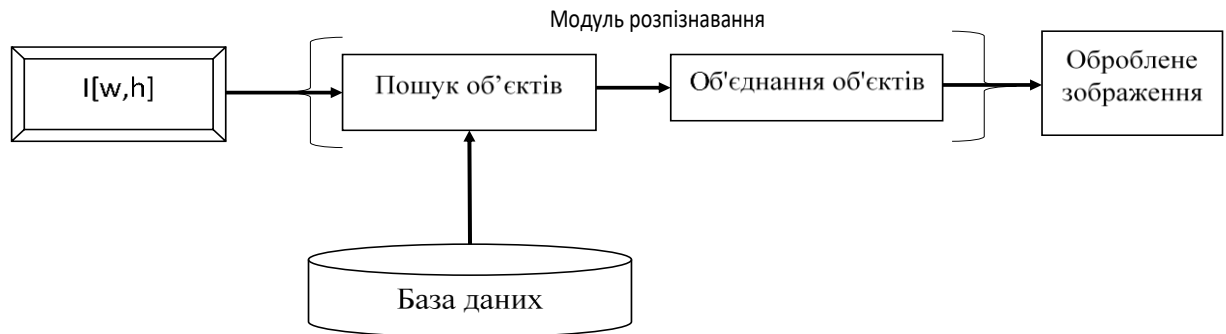 Модуль розпізнавання
I[w,h]
Пошук об’єктів
Об'єднання об'єктів
Оброблене
зображення
База даних